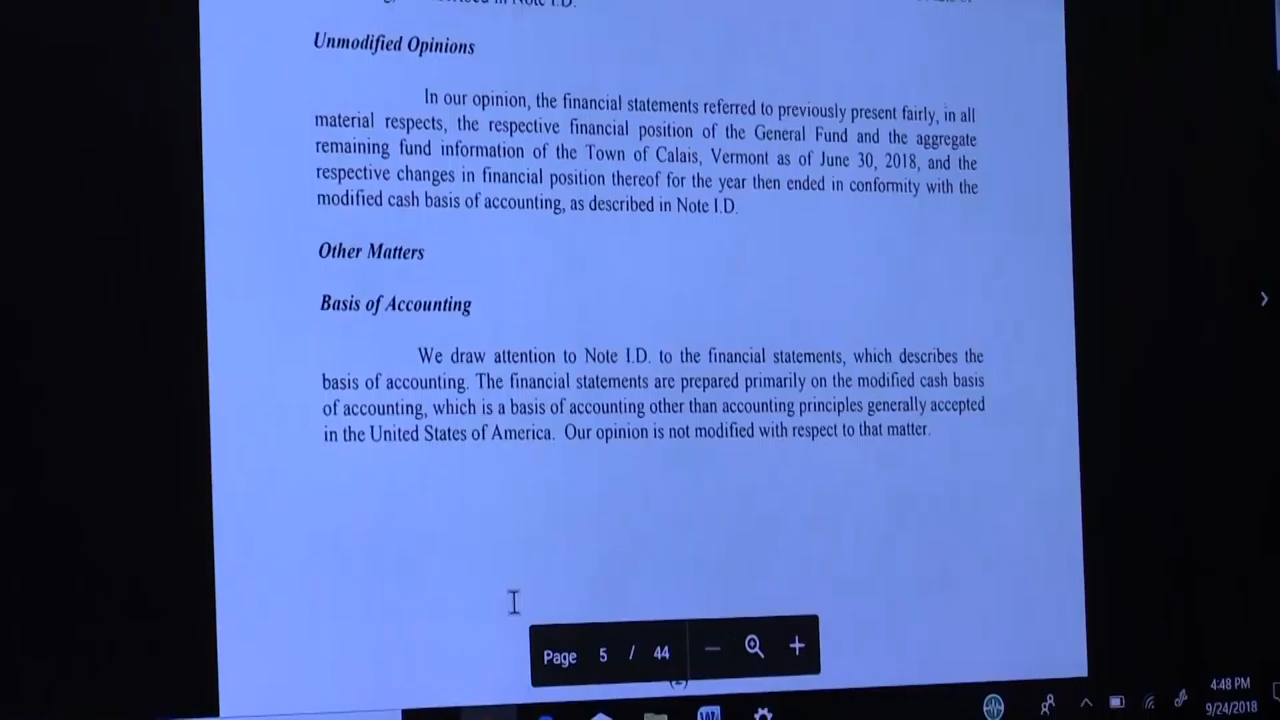 in Note I.D.
Unmodified Opinions
In our opinion, the financial statements referred to previously present fairly, in all
material respects, the respective financial position of the General Fund and the aggregate
remaining fund information of the Town of Calais, Vermont as of June 30, 2018, and the
respective changes in financial position thereof for the year then ended in conformity with the
modified cash basis of accounting, as described in Note I.D.
Other Matters
Basis of Accounting
We draw attention to Note I.D. to the financial statements, which describes the
basis of accounting. The financial statements are prepared primarily on the modified cash basis
of accounting, which is a basis of accounting other than accounting principles generally accepted
in the United States of America. Our opinion is not modified with respect to that matter.
Page 5 / 44
4:48 PM
9/24/2018